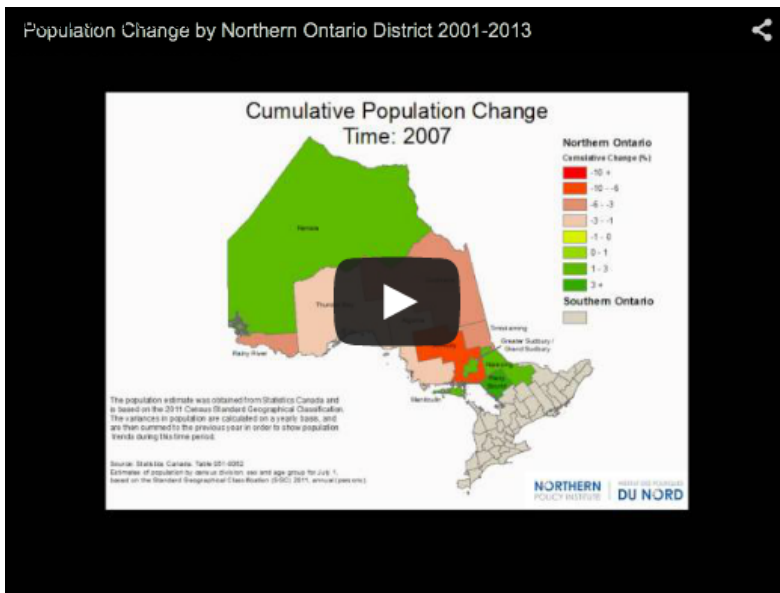 Population Change by Northern Ontario District 2001-2013
Cumulative Population Change
Time: 2007
Northern Ontario
Cumulative Change (%)
-10 +
-10 - -6
-6 - -3
-3 - -1
-1 - 0
0 - 1
1 - 3
3 +
Southern Ontario
Kenora
Thunder
Timiskaming
Greater Sudbury /
Grand Sudbury
Rainy River
Nipissing
Parry
Sound
Manitoulin
The population estimate was obtained from Statistics Canada and
is based on the 2011 Census Standard Geographical Classification.
The variances in population are calculated on a yearly basis, and
are then summed to the previous year in order to show population
trends during this time period.
Source: Statistics Canada. Table 051-0062
Estimates of population by census division, sex and age group for July 1,
based on the Standard Geographical Classification (SGC) 2011, annual (persons).
NORTHERN
POLICY INSTITUTE
INSTITUT DES POLITIQUES
DU NORD